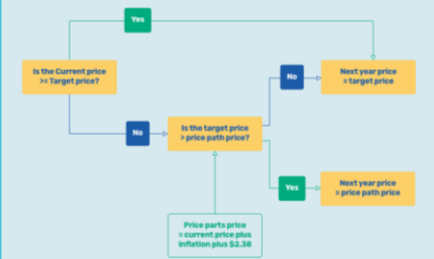 Yes
Is the Current price
>= Target price?
No
Next year price
= target price
No
Is the target price
> price path price?
Yes
Next year price
= price path price
Price parts price
= current price plus
inflation plus $2.38